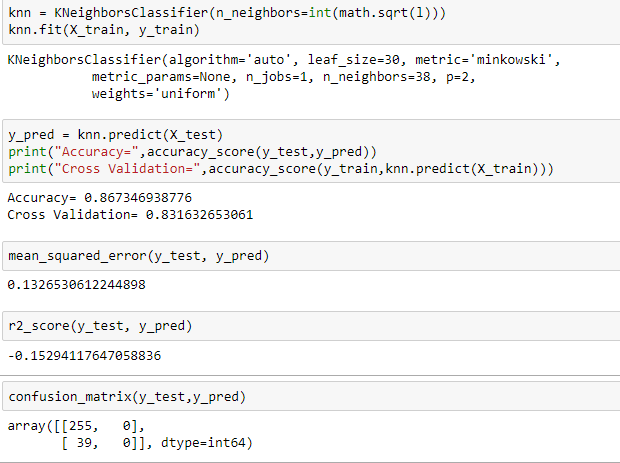 knn = KNeighborsClassifier(n_neighbors=int(math.sqrt(l)))
knn.fit(X_train, y_train)
KNeighborsClassifier(algorithm='auto', leaf_size=30, metric='minkowski',
metric_params=None, n_jobs=1, n_neighbors=38, p=2,
weights='uniform')
y_pred = knn.predict(X_test)
print("Accuracy=",accuracy_score(y_test,y_pred))
print("Cross Validation=",accuracy_score(y_train,knn.predict(X_train)))
Accuracy= 0.867346938776
Cross Validation= 0.831632653061
mean_squared_error(y_test, y_pred)
0.1326530612244898
r2_score(y_test, y_pred)
-0.15294117647058836
confusion_matrix(y_test,y_pred)
array([[255,   0],
[ 39,   0]], dtype=int64)